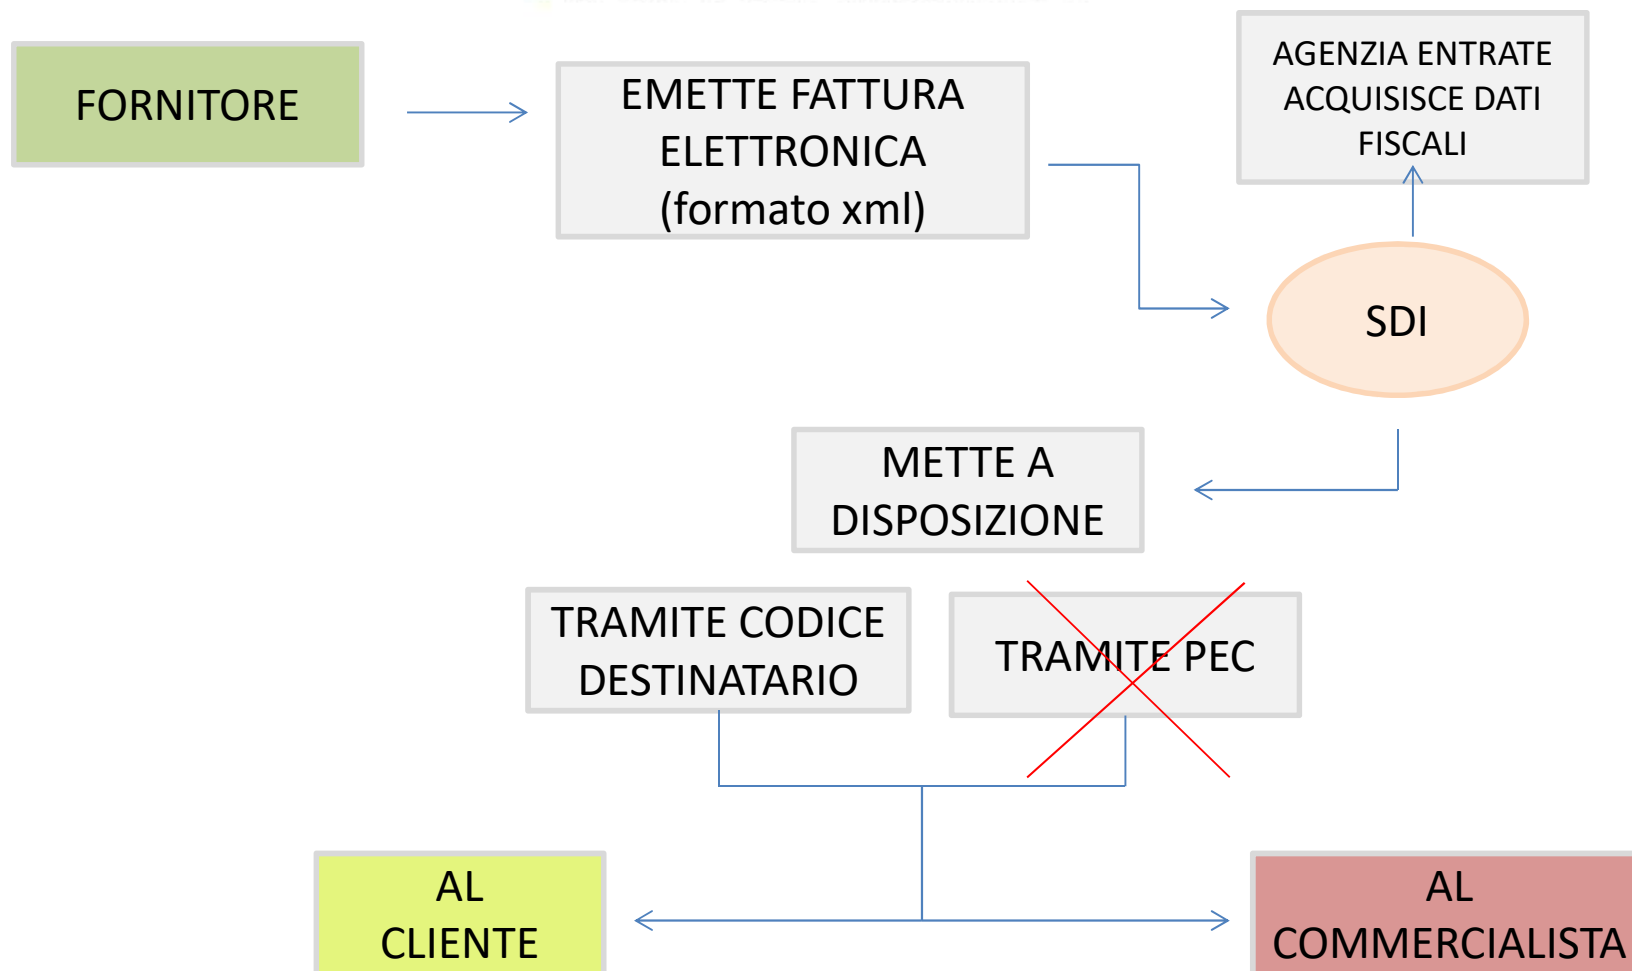 FORNITORE
EMETTE FATTURA
ELETTRONICA
(formato xml)
AGENZIA ENTRATE
ACQUISISCE DATI
FISCALI
SDI
METTE A
DISPOSIZIONE
TRAMITE CODICE
DESTINATARIO
TRAMITE PEC
AL
CLIENTE
AL
COMMERCIALISTA